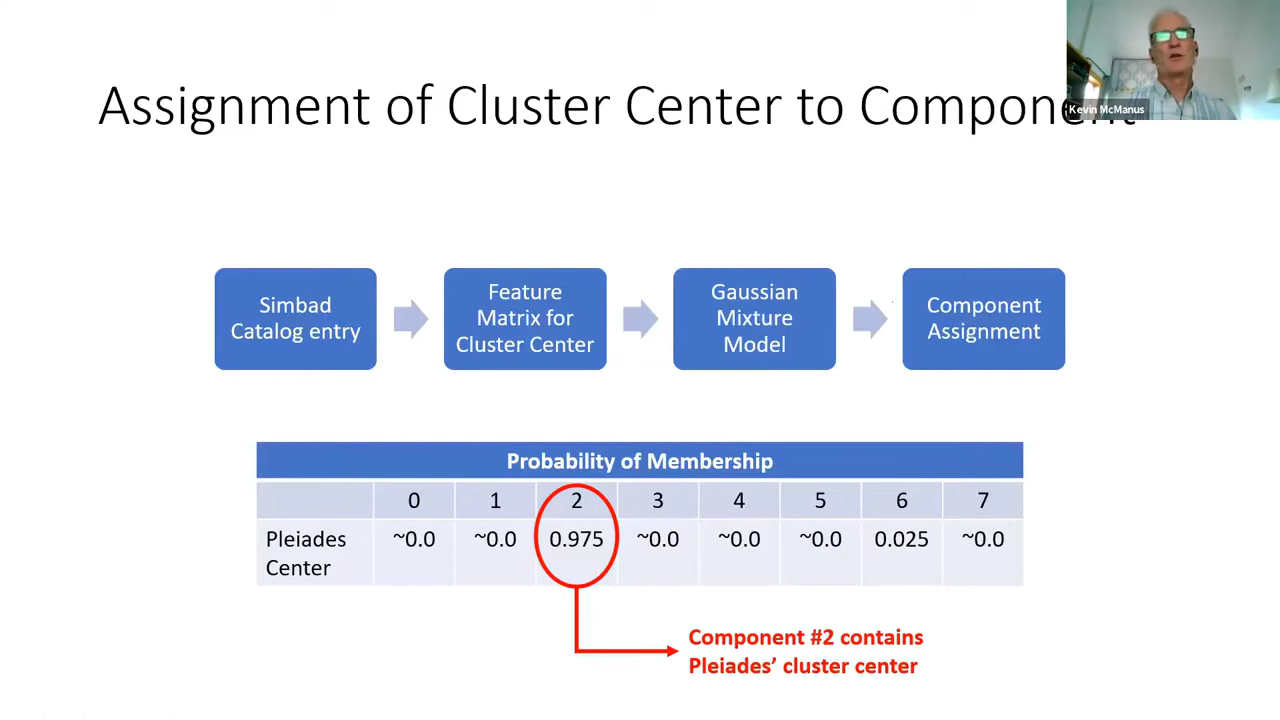 Assignment of Cluster Center to Component
Kevin McManus
Simbad
Catalog entry
Feature
Matrix for
Cluster Center
Gaussian
Mixture
Model
Component
Assignment
Probability of Membership
0 1 2 3 4 5 6 7
Pleiades
Center
~0.0 ~0.0 0.975 ~0.0 ~0.0 ~0.0 0.025 ~0.0
Component #2 contains
Pleiades’ cluster center